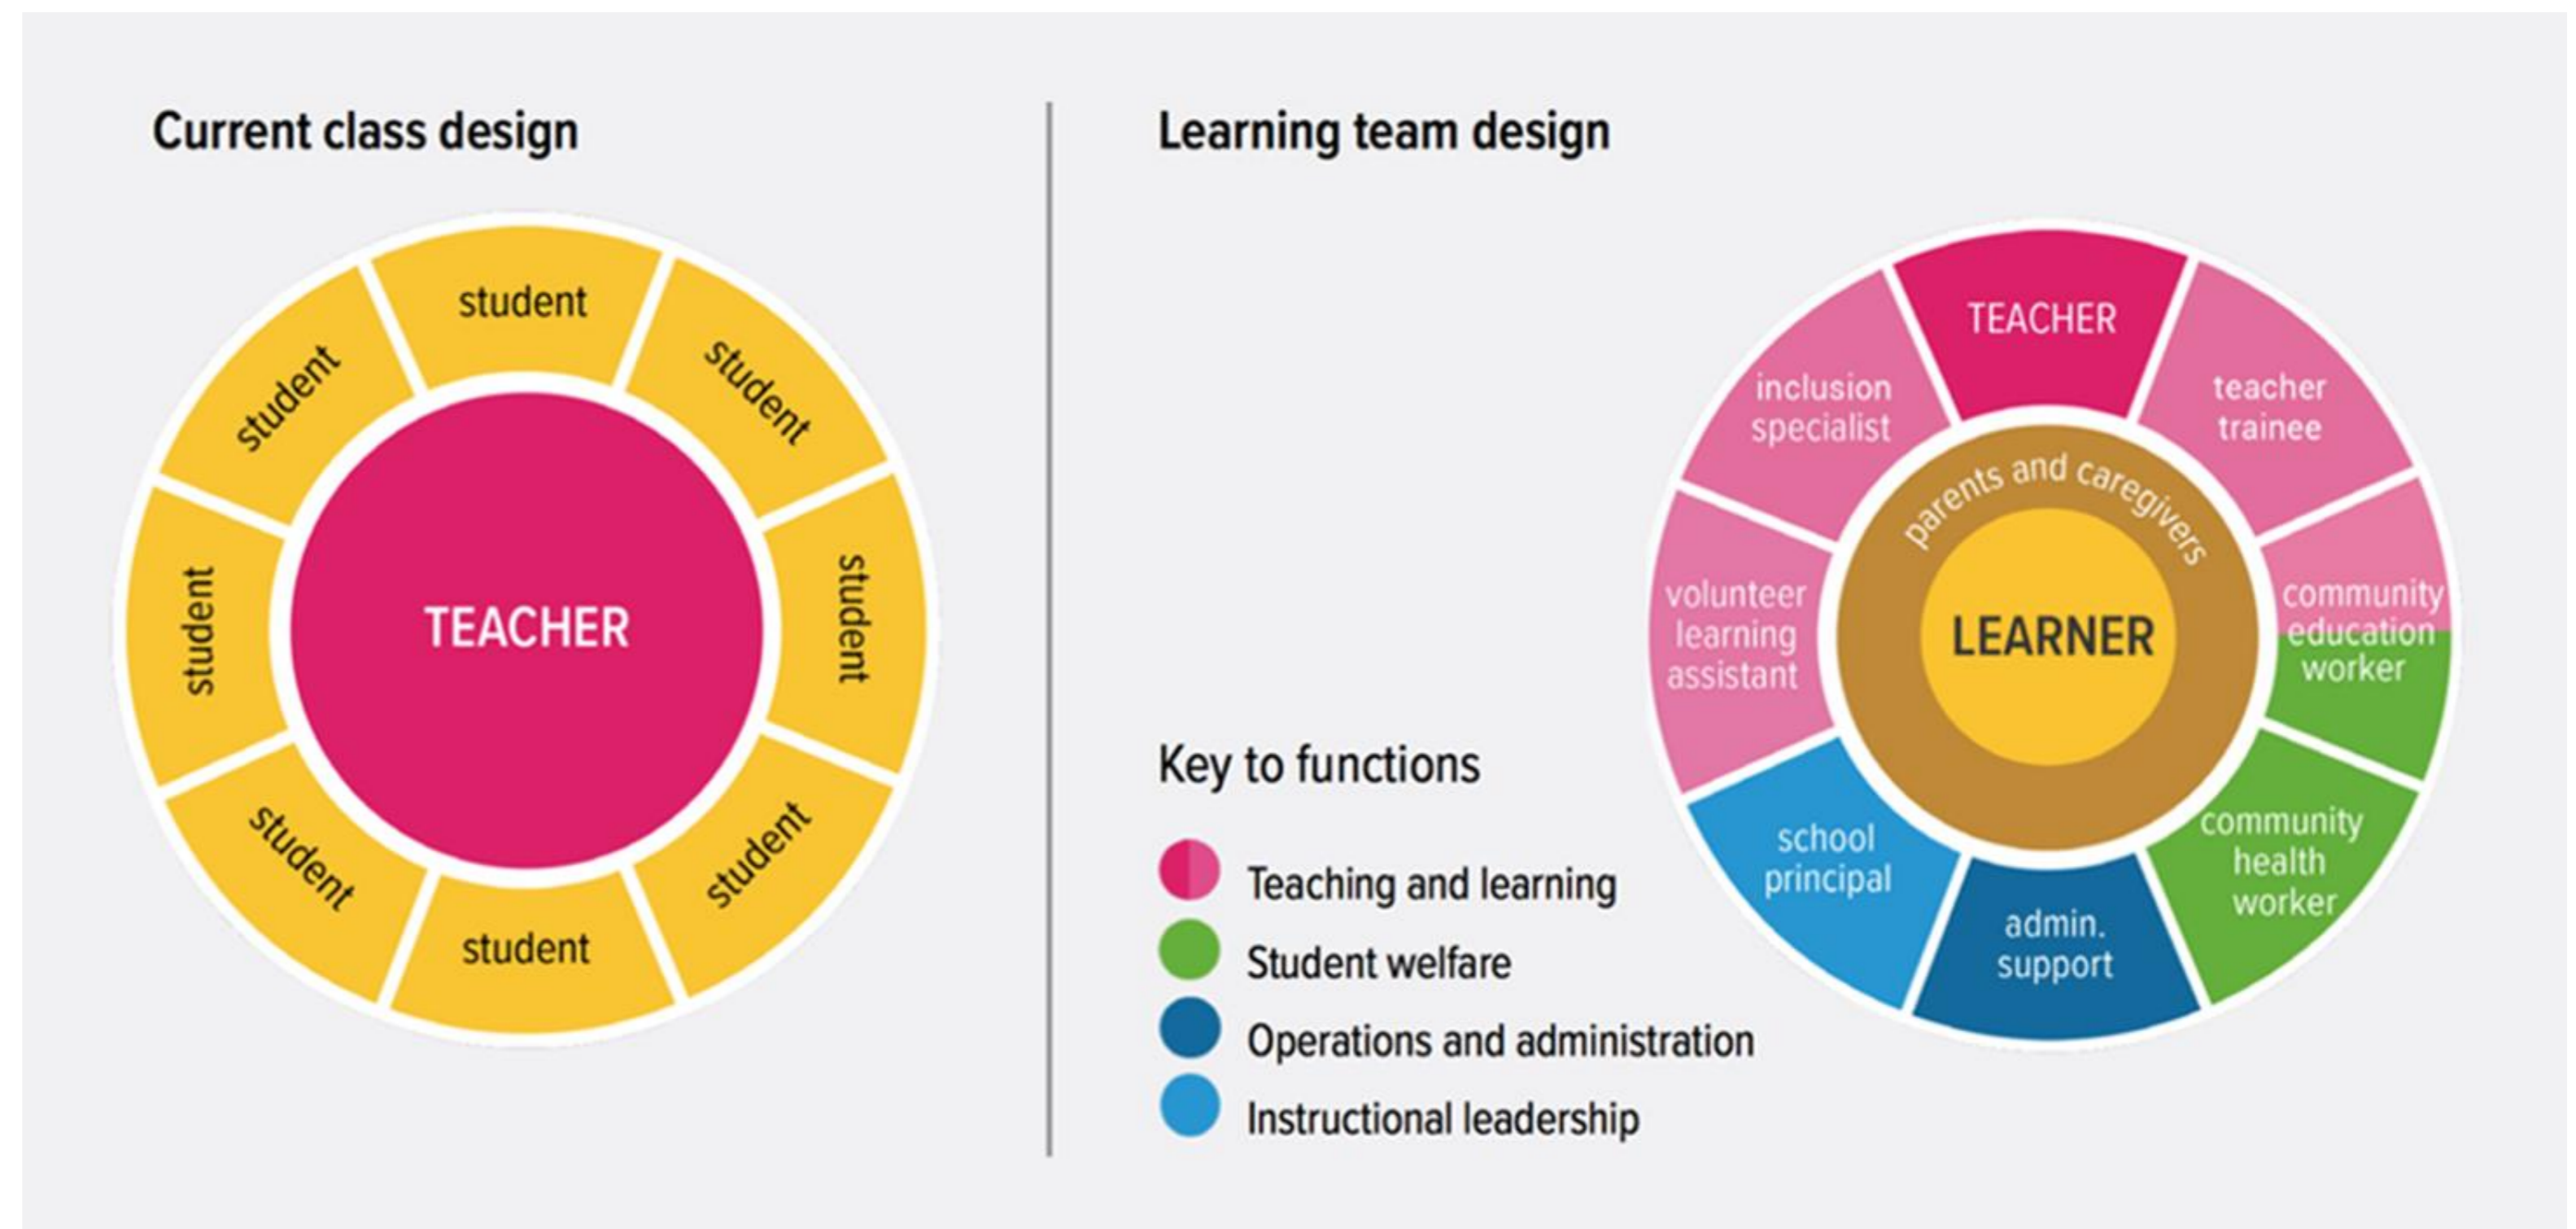 Current class design
student
student
student
student
student
student
student
student
TEACHER
Learning team design
TEACHER
teacher
trainee
community
education
worker
community
health
worker
admin.
support
school
principal
volunteer
learning
assistant
inclusion
specialist
parents and caregivers
LEARNER
Key to functions
Teaching and learning
Student welfare
Operations and administration
Instructional leadership